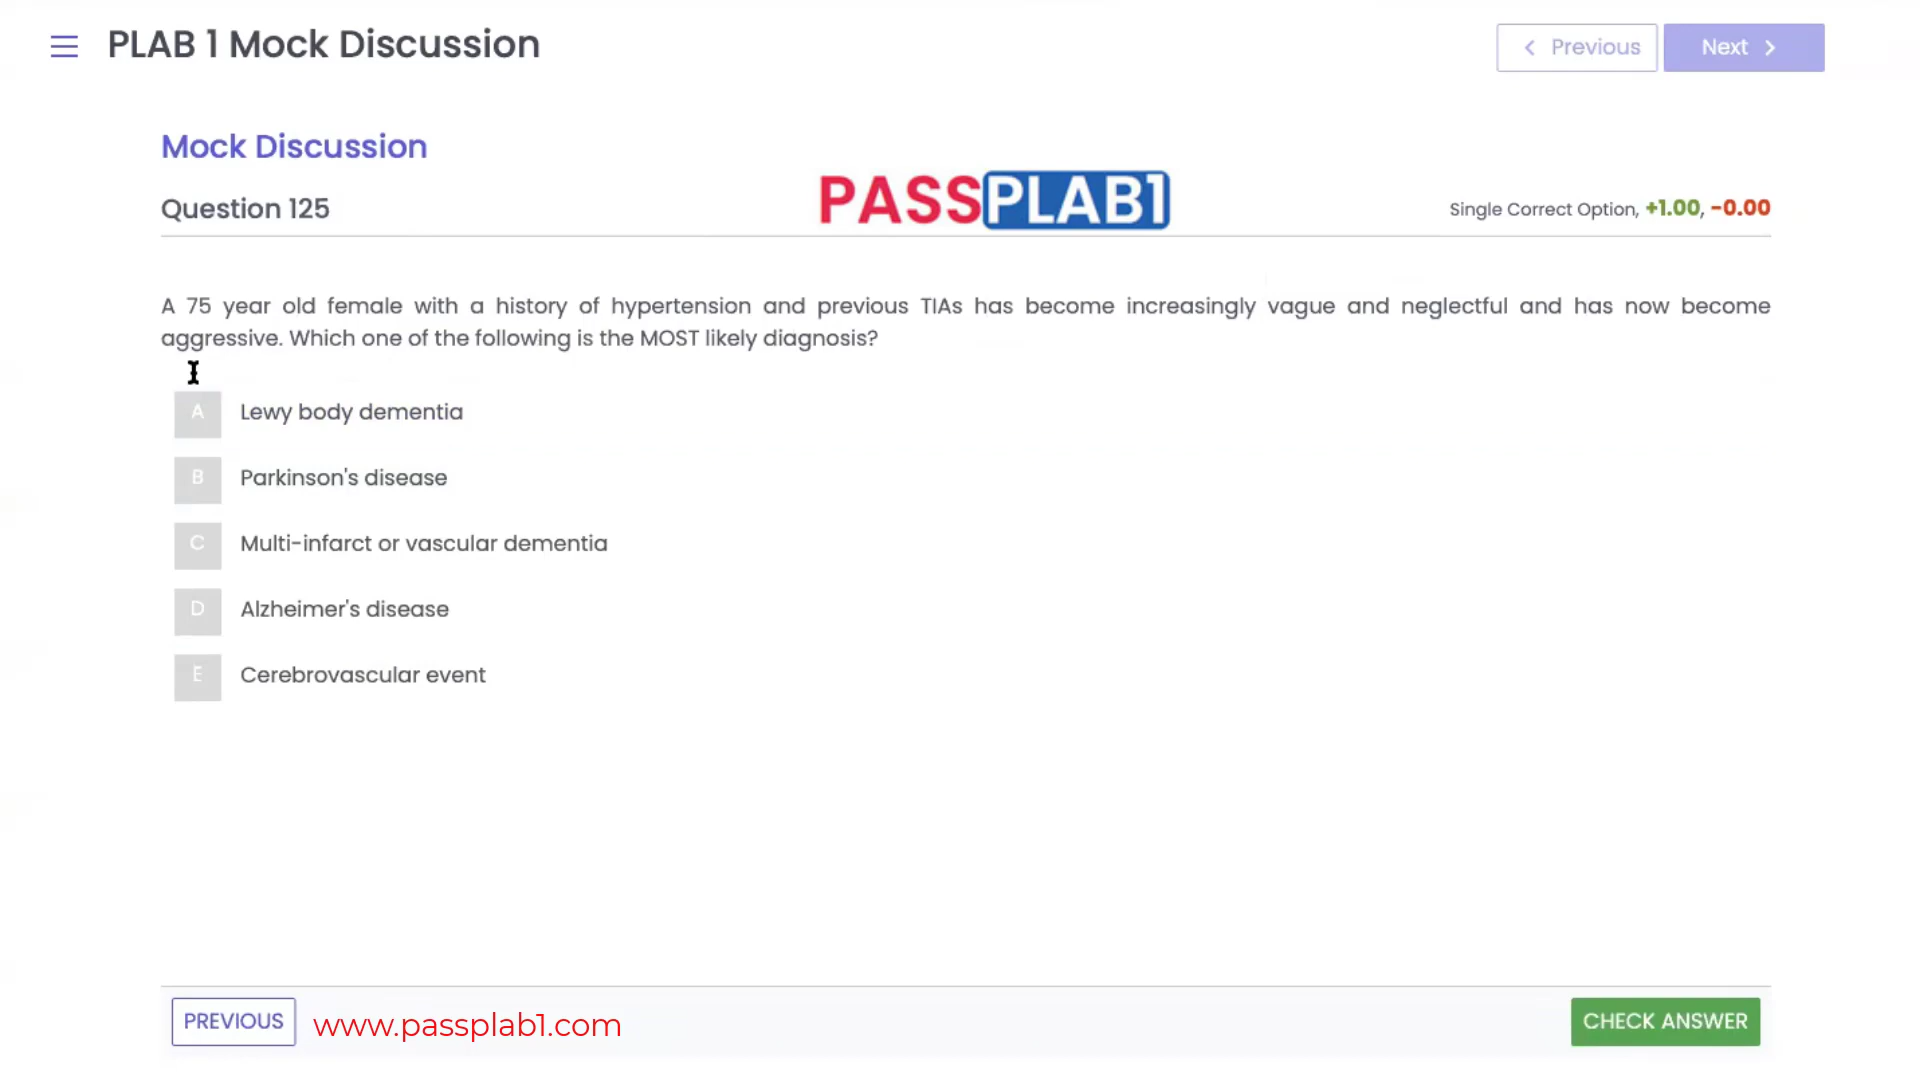 PLAB 1 Mock Discussion
Previous
Next
Mock Discussion
PASSPLAB1
Question 125
Single Correct Option, +1.00, -0.00
A 75 year old female with a history of hypertension and previous TIAs has become increasingly vague and neglectful and has now become
aggressive. Which one of the following is the MOST likely diagnosis?
A Lewy body dementia
B Parkinson's disease
C Multi-infarct or vascular dementia
D Alzheimer's disease
E Cerebrovascular event
PREVIOUS
www.passplab1.com
CHECK ANSWER